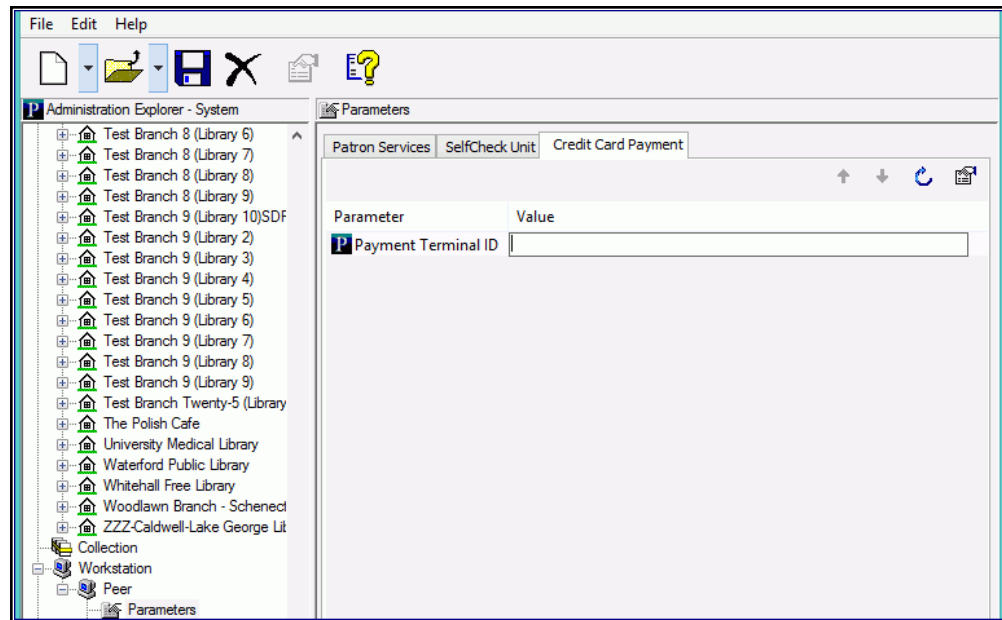 File Edit Help
Administration Explorer - System
Test Branch 8 (Library 6)
Test Branch 8 (Library 7)
Test Branch 8 (Library 8)
Test Branch 8 (Library 9)
Test Branch 9 (Library 10)SDF
Test Branch 9 (Library 2)
Test Branch 9 (Library 3)
Test Branch 9 (Library 4)
Test Branch 9 (Library 5)
Test Branch 9 (Library 6)
Test Branch 9 (Library 7)
Test Branch 9 (Library 8)
Test Branch 9 (Library 9)
Test Branch Twenty-5 (Library
The Polish Cafe
University Medical Library
Waterford Public Library
Whitehall Free Library
Woodlawn Branch - Schenect
ZZZ-Caldwell-Lake George Lib
Collection
Workstation
Peer
Parameters
Parameters
Patron Services SelfCheck Unit Credit Card Payment
Parameter Value
Payment Terminal ID